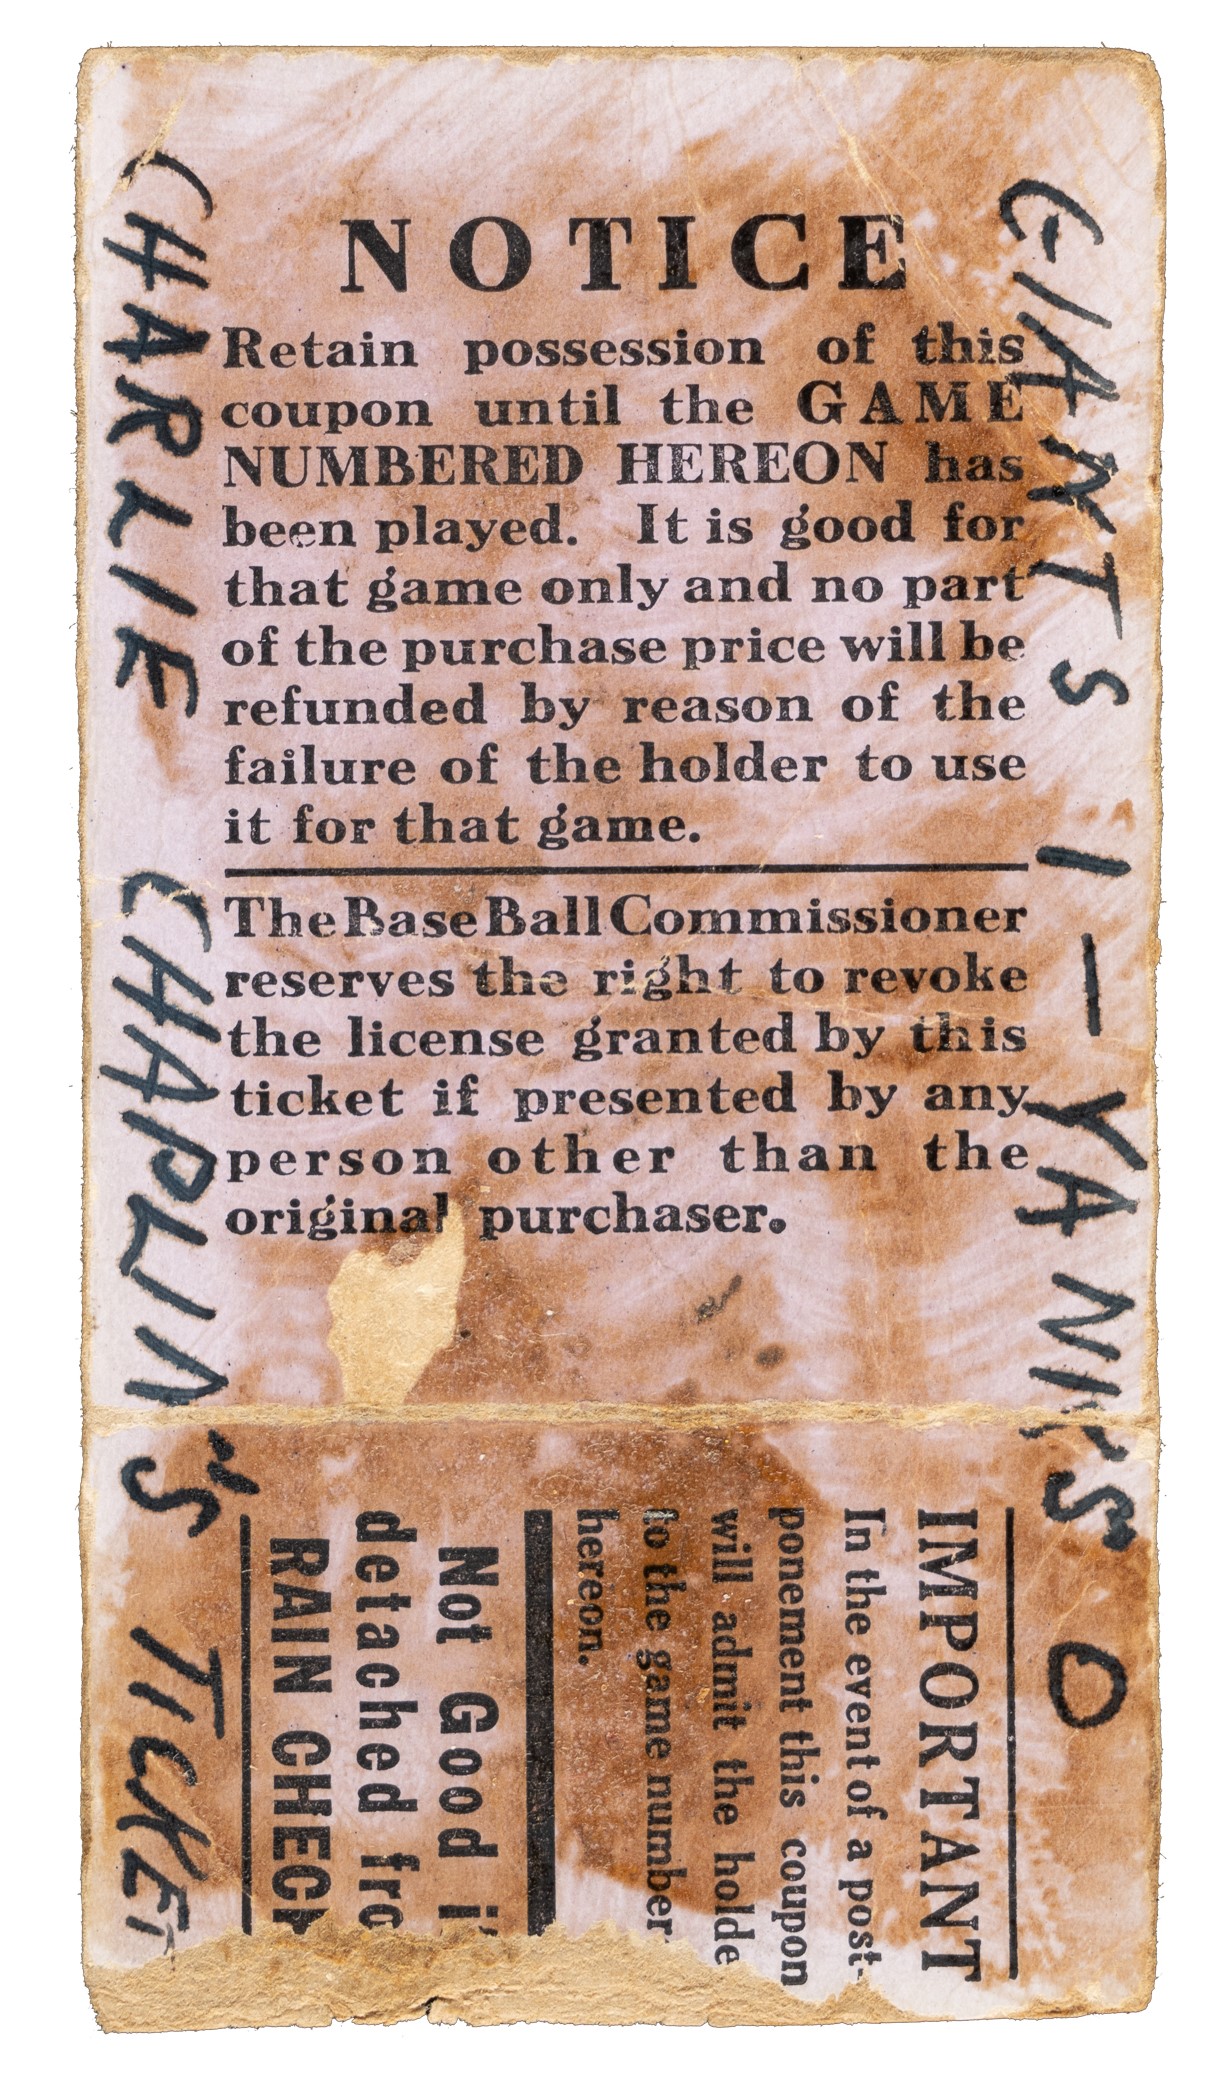 NOTICE
Retain possession of this
coupon until the GAME
NUMBERED HEREON has
been played. It is good for
that game only and no part
of the purchase price will be
refunded by reason of the
failure of the holder to use
it for that game.
The Base Ball Commissioner
reserves the right to revoke
the license granted by this
ticket if presented by any
person other than the
original purchaser.
IMPORTANT
In the event of a post-
ponement this coupon
will admit the holde
to the game number
hereon.
Not Good i
detached fro
RAIN CHECK
CHARLIE CHAPLIN'S TICKET
GIANTS 1 - YANKS 0